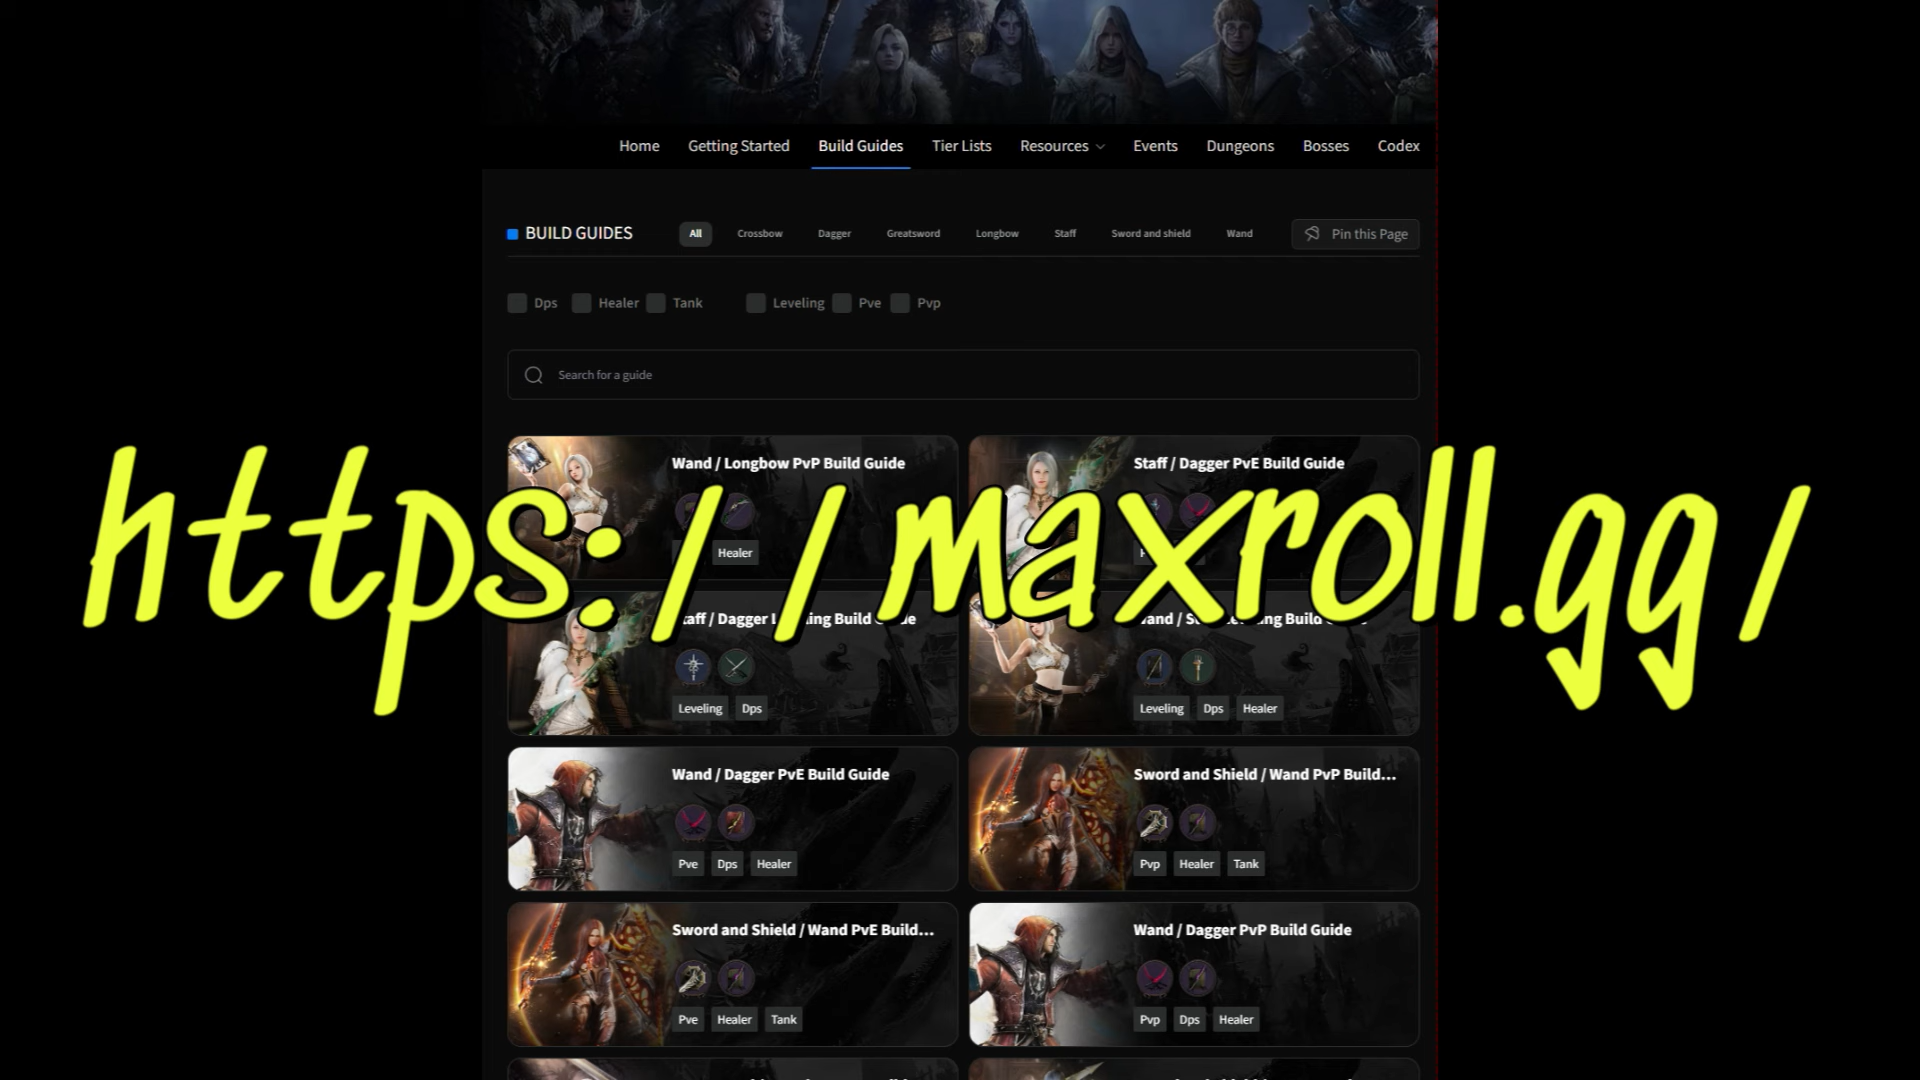 Home Getting Started Build Guides Tier Lists Resources Events Dungeons Bosses Codex
BUILD GUIDES All Crossbow Dagger Greatsword Longbow Staff Sword and shield Wand Pin this Page
Dps Healer Tank Leveling Pve Pvp
Search for a guide
Wand / Longbow PvP Build Guide
Healer
Staff / Dagger PvE Build Guide
https://maxroll.gg/
/ Dagger Build
Leveling Dps
Build
Leveling Dps Healer
Wand / Dagger PvE Build Guide
Pve Dps Healer
Sword and Shield / Wand PvP Build...
Pvp Healer Tank
Sword and Shield / Wand PvE Build...
Pve Healer Tank
Wand / Dagger PvP Build Guide
Pvp Dps Healer